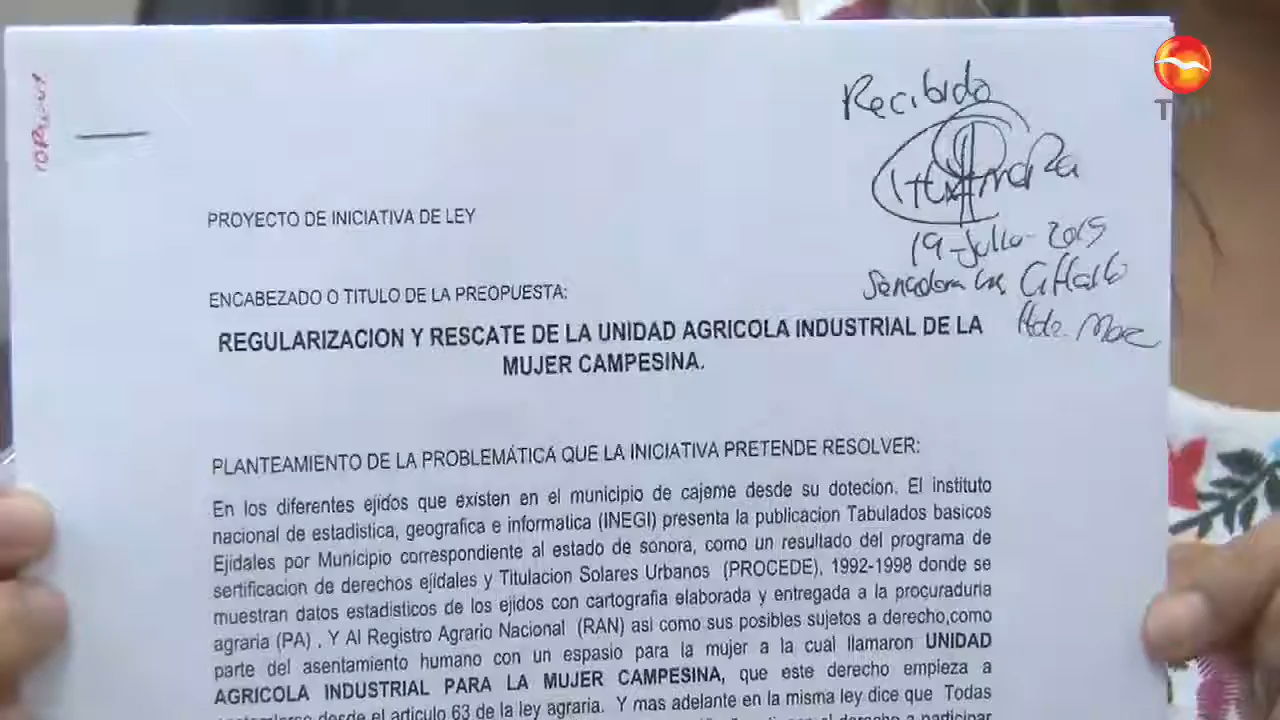 Recibido
19-Julio-2019
PROYECTO DE INICIATIVA DE LEY
ENCABEZADO O TITULO DE LA PREOPUESTA:
REGULARIZACION Y RESCATE DE LA UNIDAD AGRICOLA INDUSTRIAL DE LA
MUJER CAMPESINA.
PLANTEAMIENTO DE LA PROBLEMÁTICA QUE LA INICIATIVA PRETENDE RESOLVER:
En los diferentes ejidos que existen en el municipio de cajeme desde su dotecion. El instituto
nacional de estadistica, geografica e informatica (INEGI) presenta la publicacion Tabulados basicos
Ejidales por Municipio correspondiente al estado de sonora, como un resultado del programa de
sertificacion de derechos ejidales y Titulacion Solares Urbanos (PROCEDE), 1992-1998 donde se
muestran datos estadisticos de los ejidos con cartografia elaborada y entregada a la procuraduria
agraria (PA) . Y Al Registro Agrario Nacional (RAN) asi como sus posibles sujetos a derecho,como
parte del asentamiento humano con un espasio para la mujer a la cual llamaron UNIDAD
AGRICOLA INDUSTRIAL PARA LA MUJER CAMPESINA, que este derecho empieza a
desde el articulo 63 de la ley agraria. Y mas adelante en la misma ley dice que Todas